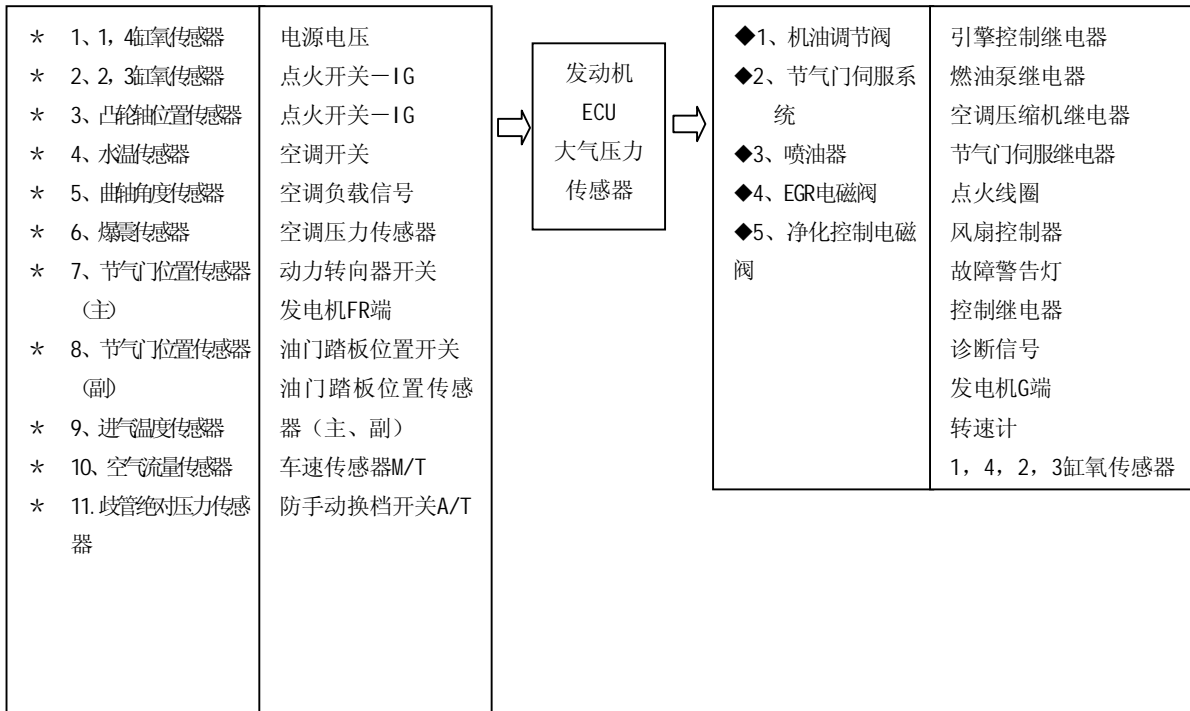 * 1、1, 4缸氧传感器
* 2、2, 3缸氧传感器
* 3、凸轮轴位置传感器
* 4、水温传感器
* 5、曲轴角度传感器
* 6、爆震传感器
* 7、节气门位置传感器
(主)
* 8、节气门位置传感器
(副)
* 9、进气温度传感器
* 10、空气流量传感器
* 11.歧管绝对压力传感
器
电源电压
点火开关－IG
点火开关－IG
空调开关
空调负载信号
空调压力传感器
动力转向器开关
发电机FR端
油门踏板位置开关
油门踏板位置传感
器（主、副）
车速传感器M/T
防手动换档开关A/T
发动机
ECU
大气压力
传感器
◆1、机油调节阀
◆2、节气门伺服系
统
◆3、喷油器
◆4、EGR电磁阀
◆5、净化控制电磁
阀
引擎控制继电器
燃油泵继电器
空调压缩机继电器
节气门伺服继电器
点火线圈
风扇控制器
故障警告灯
控制继电器
诊断信号
发电机G端
转速计
1，4，2，3缸氧传感器